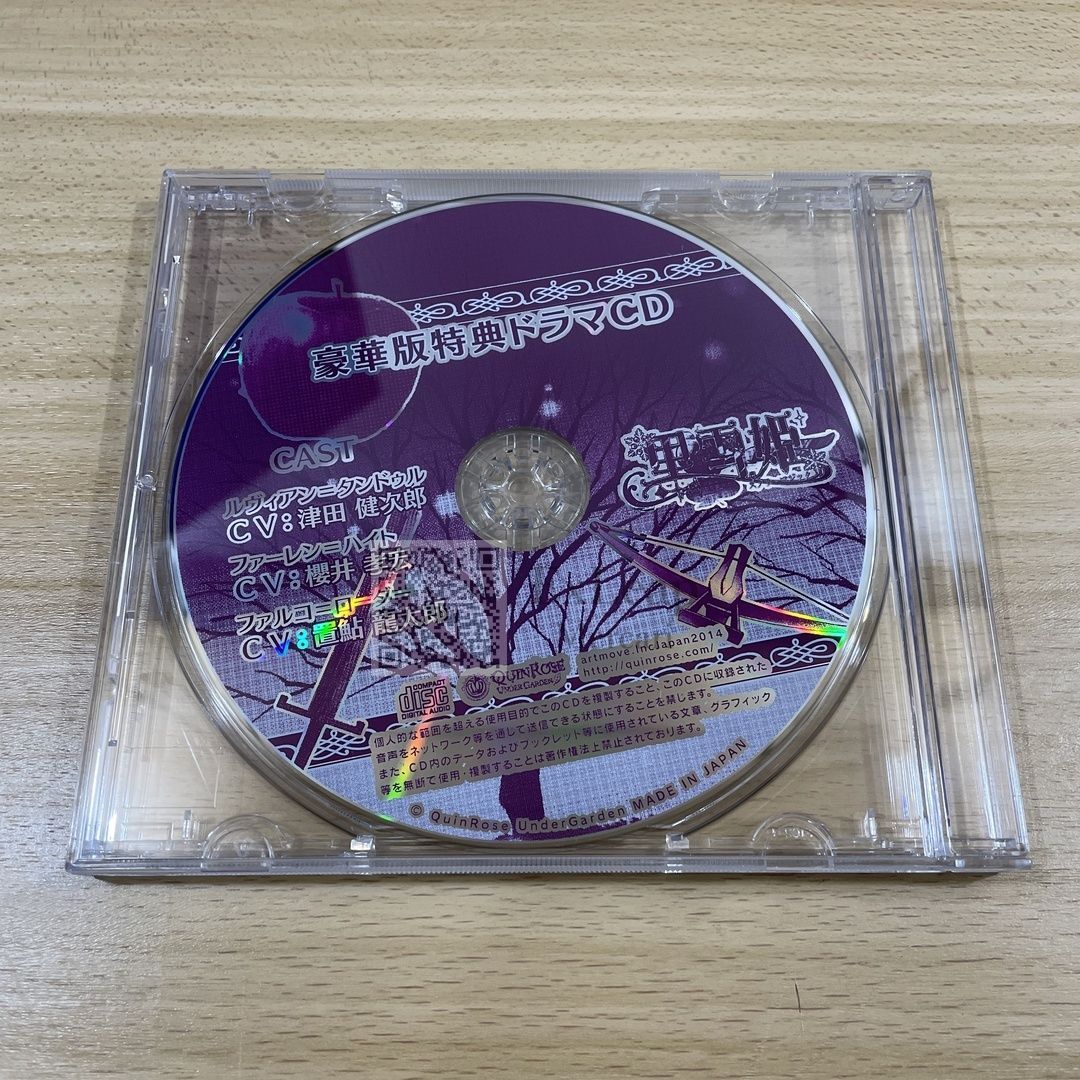 豪華版特典ドラマCD
黒雪姫
CAST
ルヴィアン=タンドゥル
CV:津田 健次郎
ファーレン=ハイト
CV:櫻井 孝宏
ファルコ=ローダー
CV:置鮎 龍太郎
COMPACT
disc
DIGITAL AUDIO
QUINROSE
UNDER GARDEN
artmove.IncJapan2014
http://quinrose.com/
個人的な範囲を超える使用目的でこのCDを複製すること、このCDに収録された
音声をネットワーク等を通して送信できる状態にすることを禁じます。
また、CD内のデータおよびブックレット等に使用されている文章、グラフィック
等を無断で使用・複製することは著作権法上禁止されております。
© QuinRose UnderGarden MADE IN JAPAN